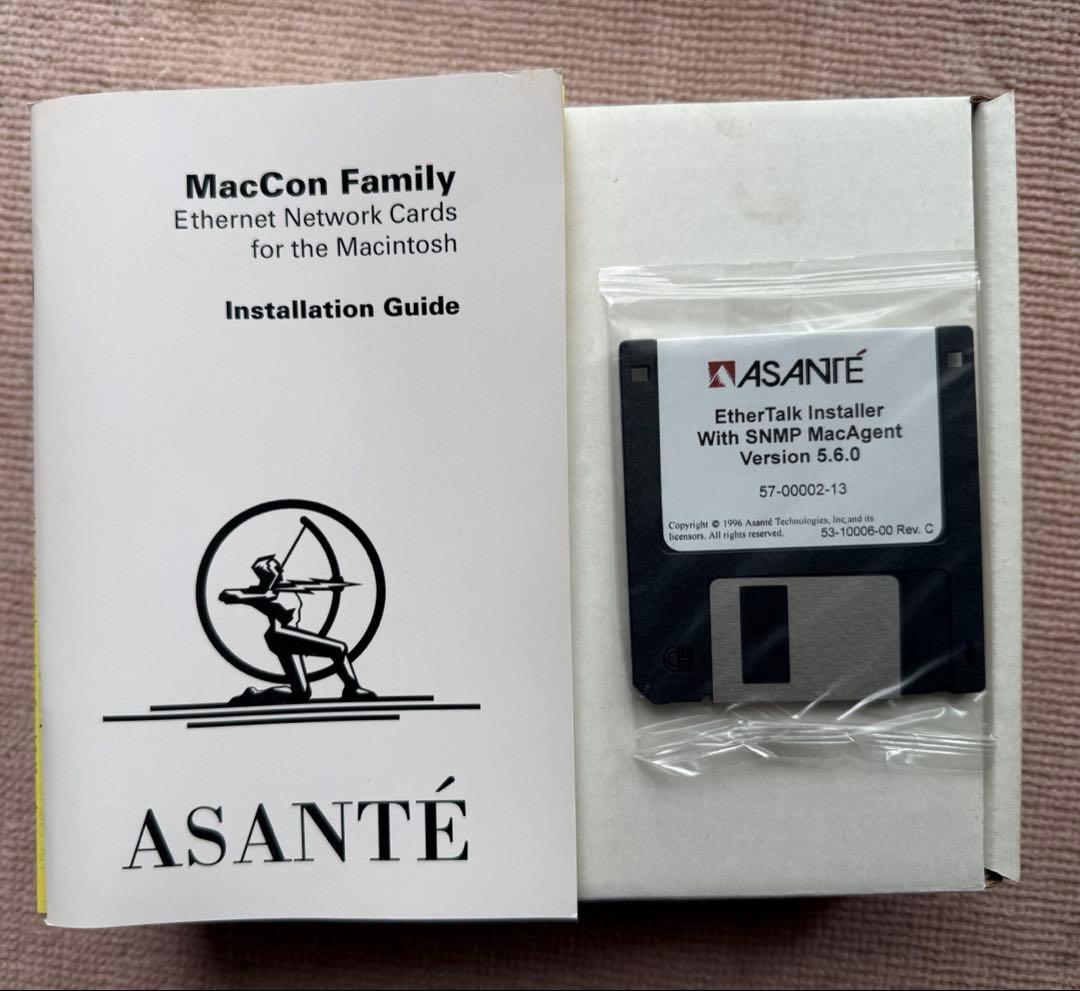 MacCon Family
Ethernet Network Cards
for the Macintosh
Installation Guide
ASANTÉ
ASANTÉ
EtherTalk Installer
With SNMP MacAgent
Version 5.6.0
57-00002-13
Copyright © 1996 Asanté Technologies, Inc, and its
licensors. All rights reserved.
53-10006-00 Rev. C